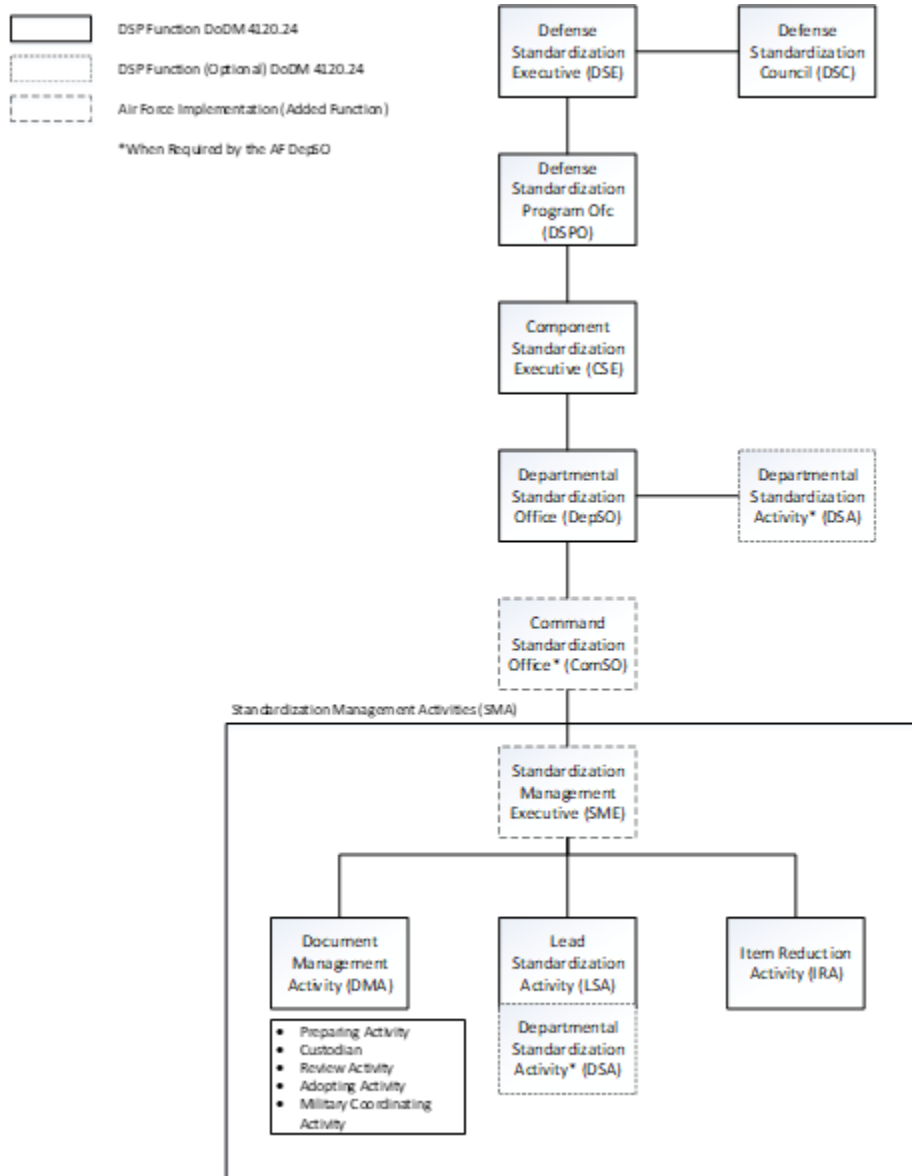 DSP Function DoDM 4120.24
DSP Function (Optional) DoDM 4120.24
Air Force Implementation (Added Function)
*When Required by the AF DepSO
Defense
Standardization
Executive (DSE)
Defense
Standardization
Council (DSC)
Defense
Standardization
Program Ofc
(DSPO)
Component
Standardization
Executive (CSE)
Departmental
Standardization
Office (DepSO)
Departmental
Standardization
Activity* (DSA)
Command
Standardization
Office* (ComSO)
Standardization Management Activities (SMA)
Standardization
Management
Executive (SME)
Document
Management
Activity (DMA)
• Preparing Activity
• Custodian
• Review Activity
• Adopting Activity
• Military Coordinating
Activity
Lead
Standardization
Activity (LSA)
Departmental
Standardization
Activity* (DSA)
Item Reduction
Activity (IRA)